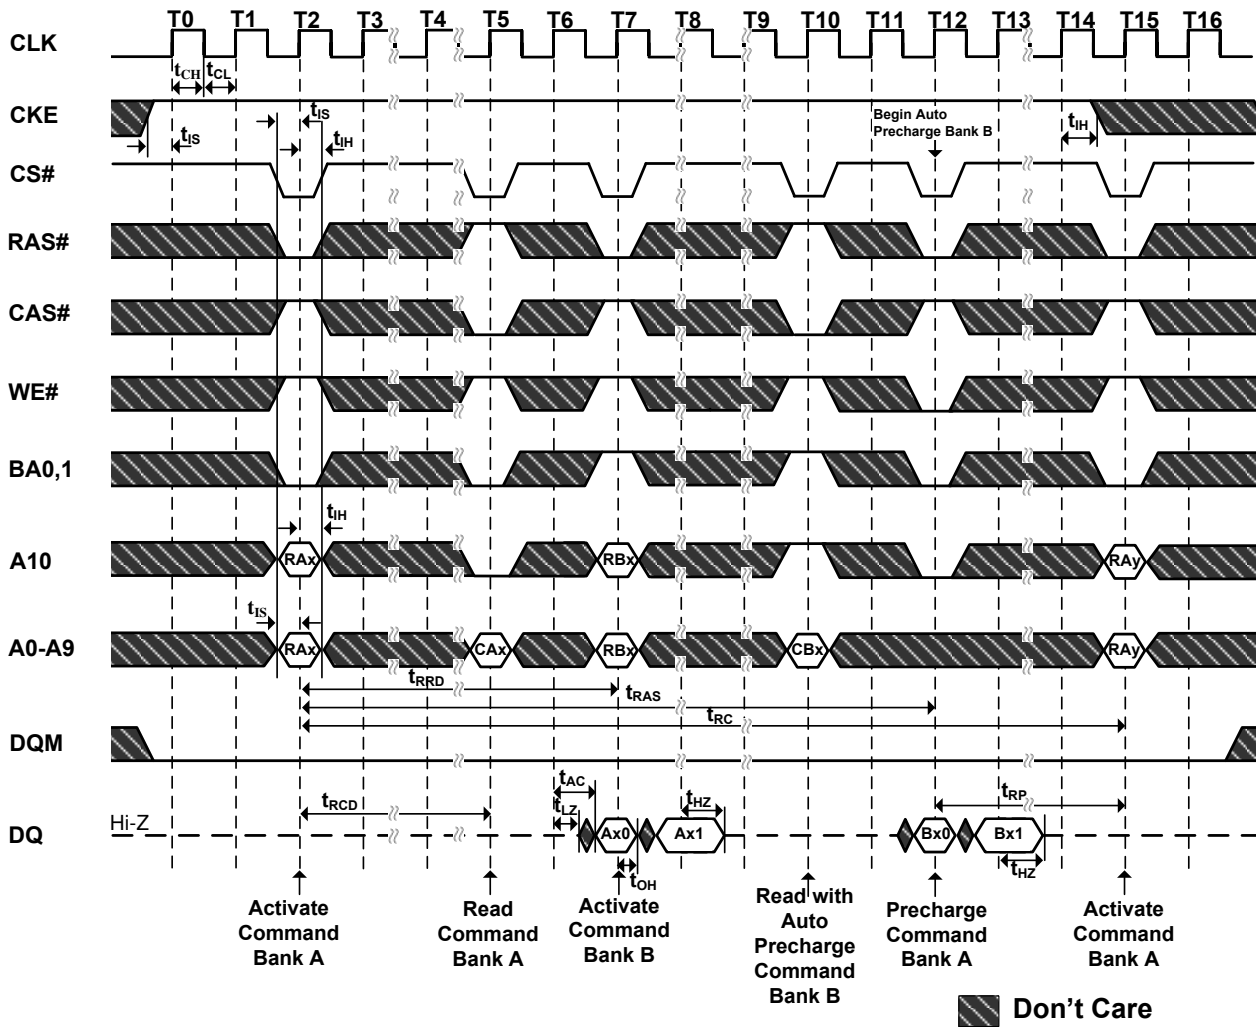 T0 T1 T2 T3 T4 T5 T6 T7 T8 T9 T10 T11 T12 T13 T14 T15 T16
CLK
tCH tCL
CKE
tIS
tIS
tIH
Begin Auto
Precharge Bank B
tIH
CS#
RAS#
CAS#
WE#
BA0,1
tIH
A10
RAx
RBx
RAy
tIS
A0-A9
RAx
CAx
RBx
CBx
RAy
tRRD
tRAS
tRC
DQM
tRCD
tAC
tLZ
tHZ
tRP
Hi-Z
DQ
Ax0
Ax1
Bx0
Bx1
tOH
tHZ
Activate
Command
Bank A
Read
Command
Bank A
Activate
Command
Bank B
Read with
Auto
Precharge
Command
Bank B
Precharge
Command
Bank A
Activate
Command
Bank A
Don't Care